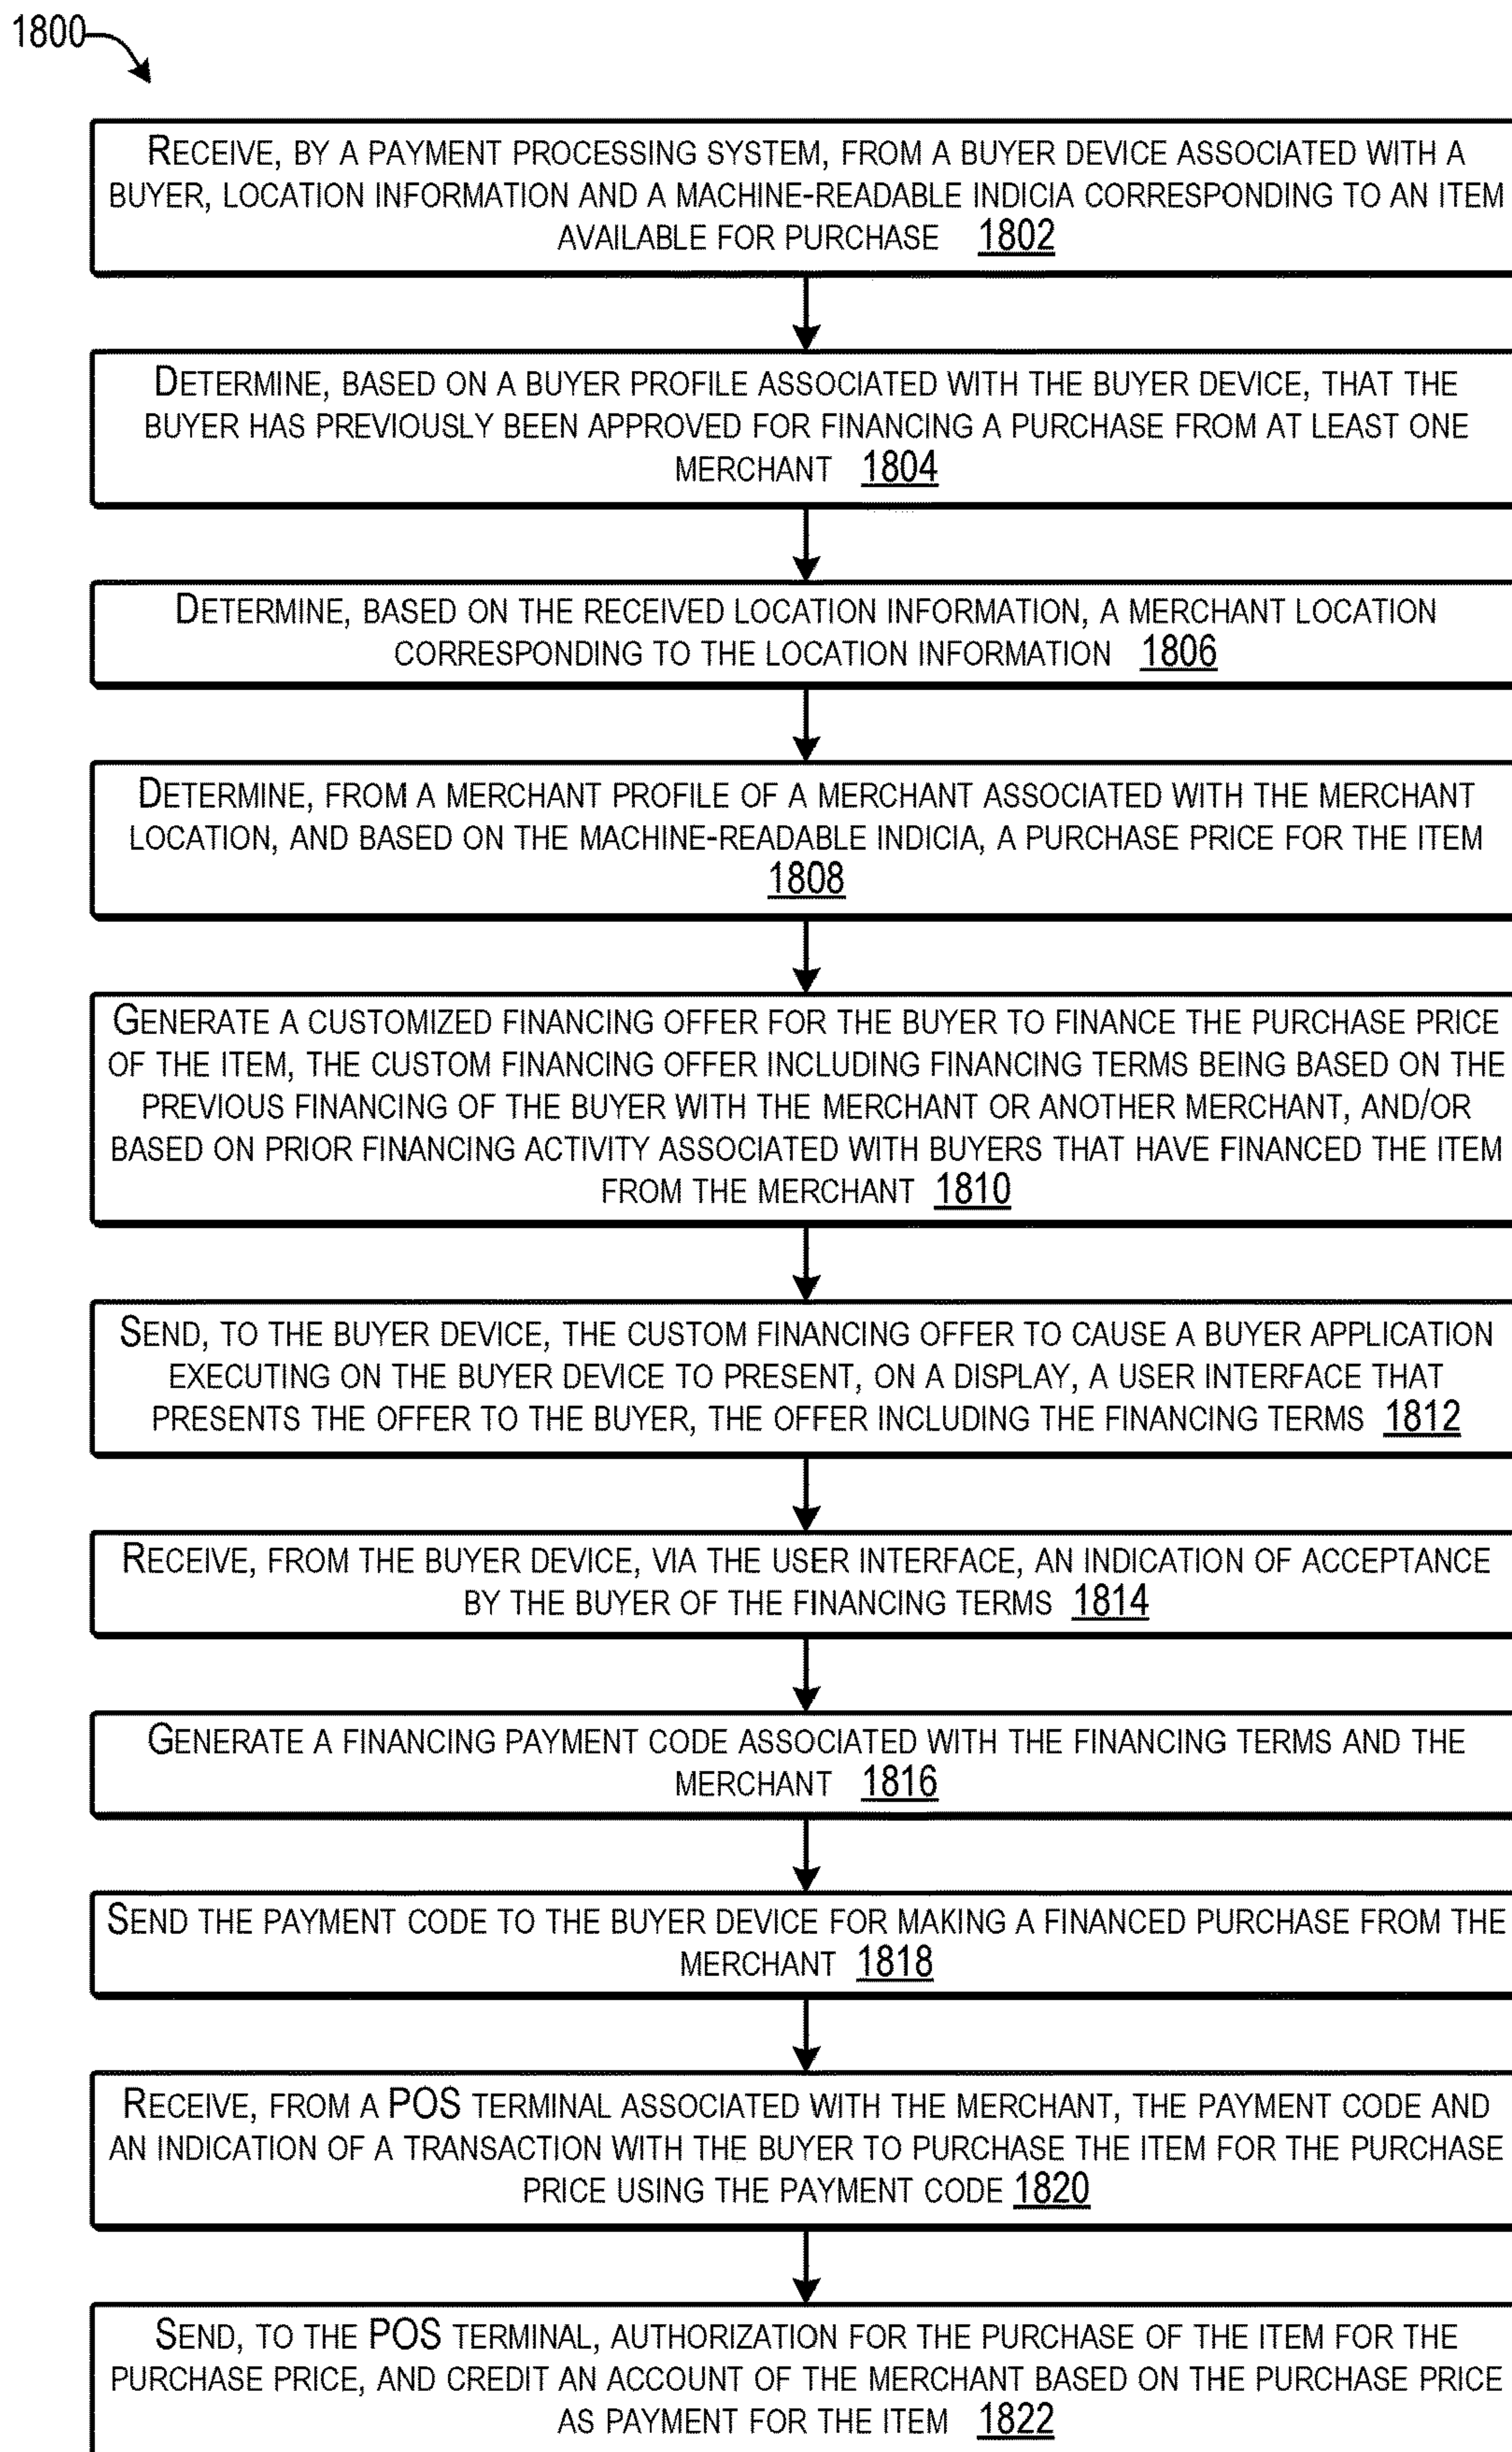 1800
RECEIVE, BY A PAYMENT PROCESSING SYSTEM, FROM A BUYER DEVICE ASSOCIATED WITH A
BUYER, LOCATION INFORMATION AND A MACHINE-READABLE INDICIA CORRESPONDING TO AN ITEM
AVAILABLE FOR PURCHASE 1802
DETERMINE, BASED ON A BUYER PROFILE ASSOCIATED WITH THE BUYER DEVICE, THAT THE
BUYER HAS PREVIOUSLY BEEN APPROVED FOR FINANCING A PURCHASE FROM AT LEAST ONE
MERCHANT 1804
DETERMINE, BASED ON THE RECEIVED LOCATION INFORMATION, A MERCHANT LOCATION
CORRESPONDING TO THE LOCATION INFORMATION 1806
DETERMINE, FROM A MERCHANT PROFILE OF A MERCHANT ASSOCIATED WITH THE MERCHANT
LOCATION, AND BASED ON THE MACHINE-READABLE INDICIA, A PURCHASE PRICE FOR THE ITEM
1808
GENERATE A CUSTOMIZED FINANCING OFFER FOR THE BUYER TO FINANCE THE PURCHASE PRICE
OF THE ITEM, THE CUSTOM FINANCING OFFER INCLUDING FINANCING TERMS BEING BASED ON THE
PREVIOUS FINANCING OF THE BUYER WITH THE MERCHANT OR ANOTHER MERCHANT, AND/OR
BASED ON PRIOR FINANCING ACTIVITY ASSOCIATED WITH BUYERS THAT HAVE FINANCED THE ITEM
FROM THE MERCHANT 1810
SEND, TO THE BUYER DEVICE, THE CUSTOM FINANCING OFFER TO CAUSE A BUYER APPLICATION
EXECUTING ON THE BUYER DEVICE TO PRESENT, ON A DISPLAY, A USER INTERFACE THAT
PRESENTS THE OFFER TO THE BUYER, THE OFFER INCLUDING THE FINANCING TERMS 1812
RECEIVE, FROM THE BUYER DEVICE, VIA THE USER INTERFACE, AN INDICATION OF ACCEPTANCE
BY THE BUYER OF THE FINANCING TERMS 1814
GENERATE A FINANCING PAYMENT CODE ASSOCIATED WITH THE FINANCING TERMS AND THE
MERCHANT 1816
SEND THE PAYMENT CODE TO THE BUYER DEVICE FOR MAKING A FINANCED PURCHASE FROM THE
MERCHANT 1818
RECEIVE, FROM A POS TERMINAL ASSOCIATED WITH THE MERCHANT, THE PAYMENT CODE AND
AN INDICATION OF A TRANSACTION WITH THE BUYER TO PURCHASE THE ITEM FOR THE PURCHASE
PRICE USING THE PAYMENT CODE 1820
SEND, TO THE POS TERMINAL, AUTHORIZATION FOR THE PURCHASE OF THE ITEM FOR THE
PURCHASE PRICE, AND CREDIT AN ACCOUNT OF THE MERCHANT BASED ON THE PURCHASE PRICE
AS PAYMENT FOR THE ITEM 1822